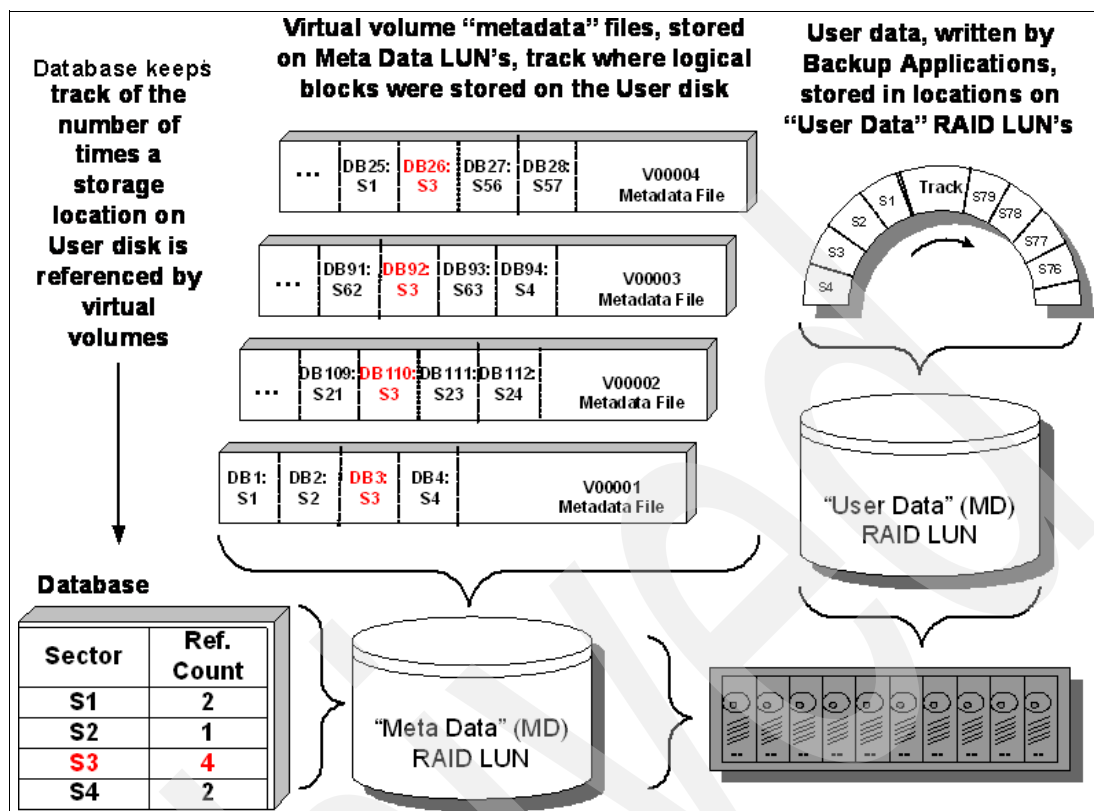 Database keeps
track of the
number of
times a
storage
location on
User disk is
referenced by
virtual
volumes
Virtual volume “metadata” files, stored
on Meta Data LUN’s, track where logical
blocks were stored on the User disk
User data, written by
Backup Applications,
stored in locations on
“User Data” RAID LUN’s
... DB25: DB26: DB27: DB28: V00004
S1 S3 S56 S57 Metadata File
... DB91: DB92: DB93: DB94: V00003
S62 S3 S63 S4 Metadata File
... DB109: DB110: DB111: DB112: V00002
S21 S3 S23 S24 Metadata File
DB1: DB2: DB3: DB4: V00001
S1 S2 S3 S4 Metadata File
S4 S3 S2 S1 Track S79 S78 S77 S76
“User Data” (MD)
RAID LUN
Database
Sector Ref. Count
S1 2
S2 1
S3 4
S4 2
“Meta Data” (MD)
RAID LUN